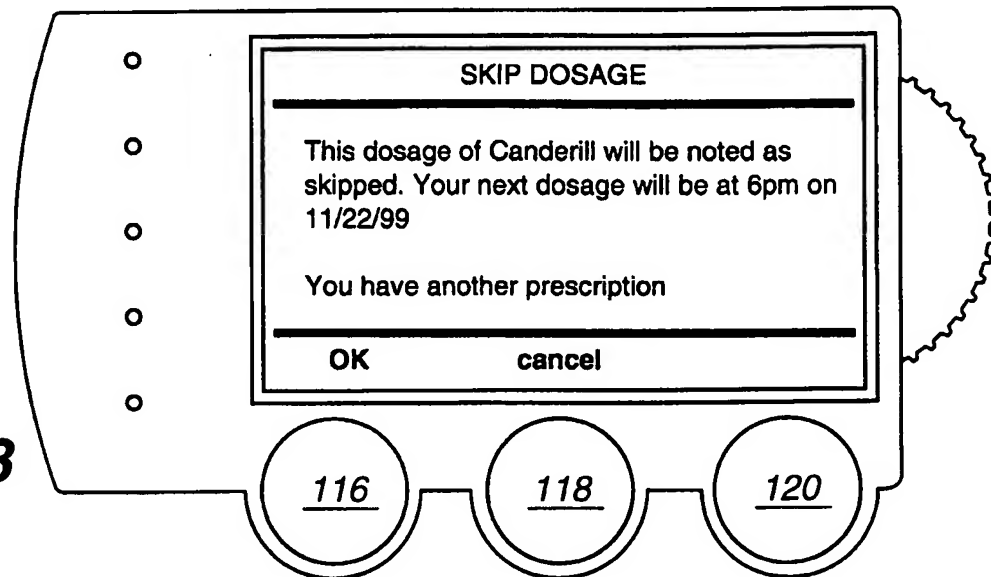 SKIP DOSAGE
This dosage of Canderill will be noted as
skipped. Your next dosage will be at 6pm on
11/22/99
You have another prescription
OK cancel
3
116 118 120